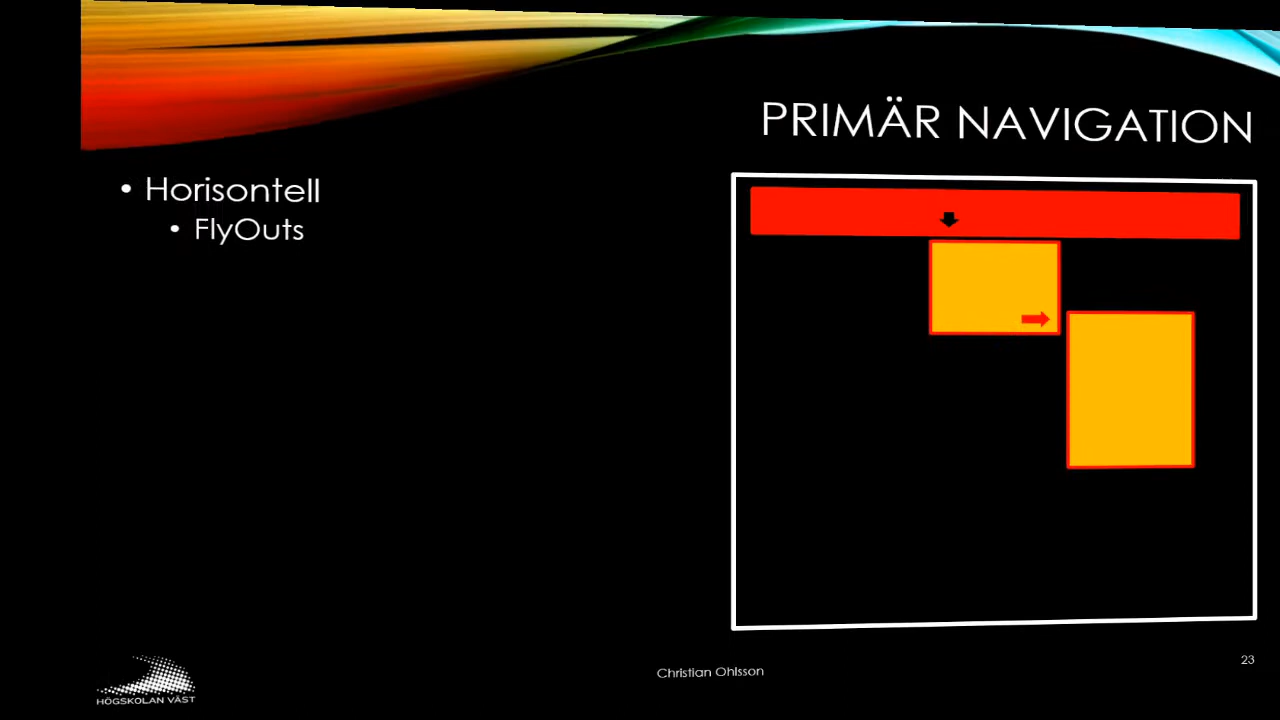 PRIMÄR NAVIGATION
• Horisontell
• FlyOuts
Christian Ohlsson
23
HÖGSKOLAN VÄST